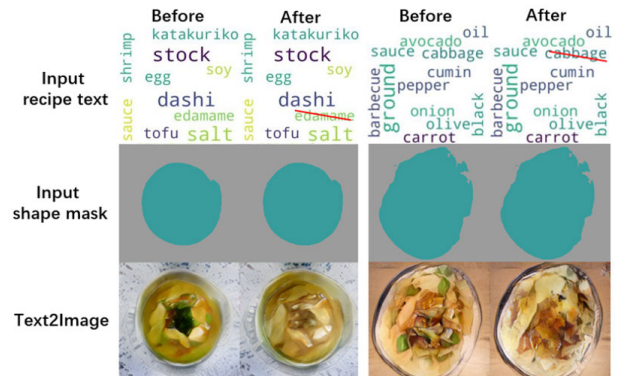 Before
After
Before
After
Input
recipe text
shrimp
katakuriko
stock
egg
soy
sauce
dashi
edamame
tofu
salt
shrimp
katakuriko
stock
egg
soy
sauce
dashi
edamame
tofu
salt
oil
avocado
sauce
cabbage
barbecue
ground
cumin
pepper
onion
olive
black
carrot
oil
avocado
sauce
cabbage
barbecue
ground
cumin
pepper
onion
olive
black
carrot
Input
shape mask
Text2Image